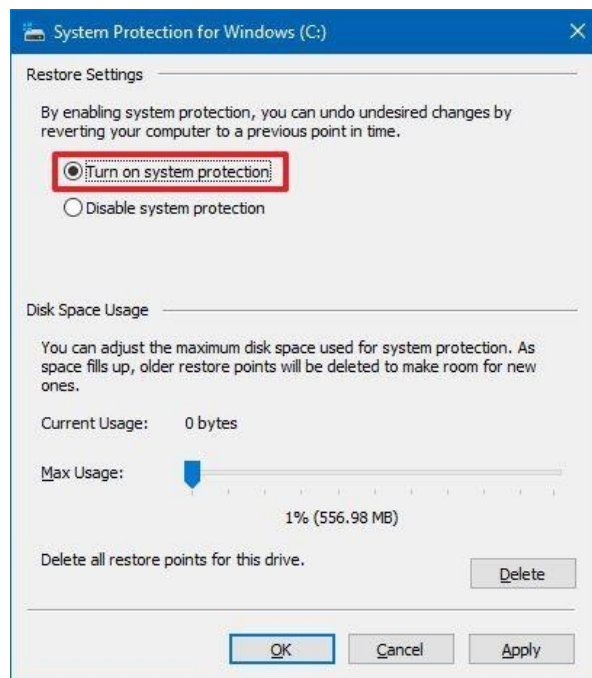 System Protection for Windows (C:)
Restore Settings
By enabling system protection, you can undo undesired changes by
reverting your computer to a previous point in time.
Turn on system protection
Disable system protection
Disk Space Usage
You can adjust the maximum disk space used for system protection. As
space fills up, older restore points will be deleted to make room for new
ones.
Current Usage: 0 bytes
Max Usage:
1% (556.98 MB)
Delete all restore points for this drive.
Delete
OK Cancel Apply